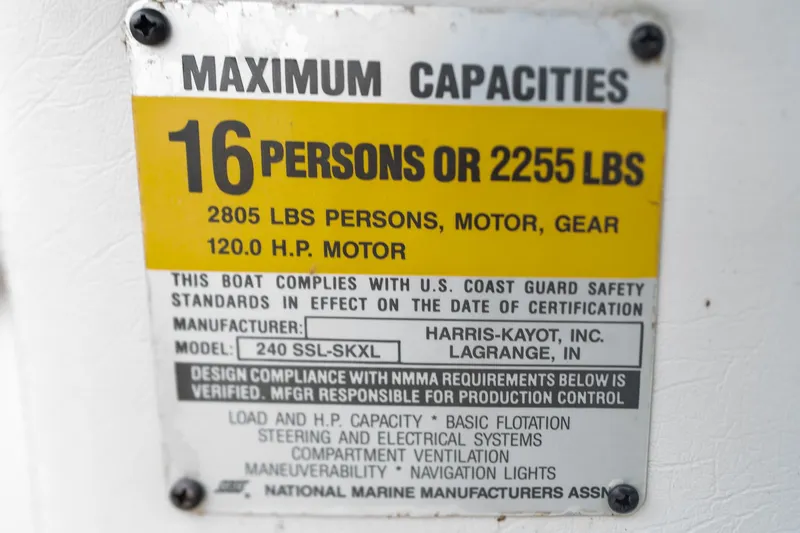 MAXIMUM CAPACITIES
16 PERSONS OR 2255 LBS
2805 LBS PERSONS, MOTOR, GEAR
120.0 H.P. MOTOR
THIS BOAT COMPLIES WITH U.S. COAST GUARD SAFETY
STANDARDS IN EFFECT ON THE DATE OF CERTIFICATION
MANUFACTURER: HARRIS-KAYOT, INC.
MODEL: 240 SSL-SKXL LAGRANGE, IN
DESIGN COMPLIANCE WITH NMMA REQUIREMENTS BELOW IS
VERIFIED. MFGR RESPONSIBLE FOR PRODUCTION CONTROL
LOAD AND H.P. CAPACITY * BASIC FLOTATION
STEERING AND ELECTRICAL SYSTEMS
COMPARTMENT VENTILATION
MANEUVERABILITY * NAVIGATION LIGHTS
® NATIONAL MARINE MANUFACTURERS ASSN